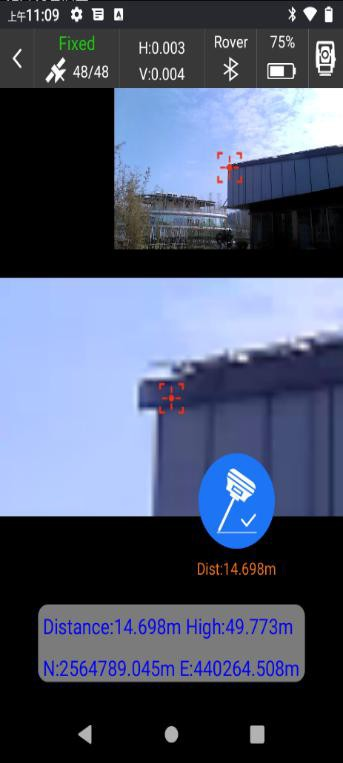 上午11:09
Fixed
48/48
H:0.003
V:0.004
Rover
75%
Dist:14.698m
Distance:14.698m High:49.773m
N:2564789.045m E:440264.508m